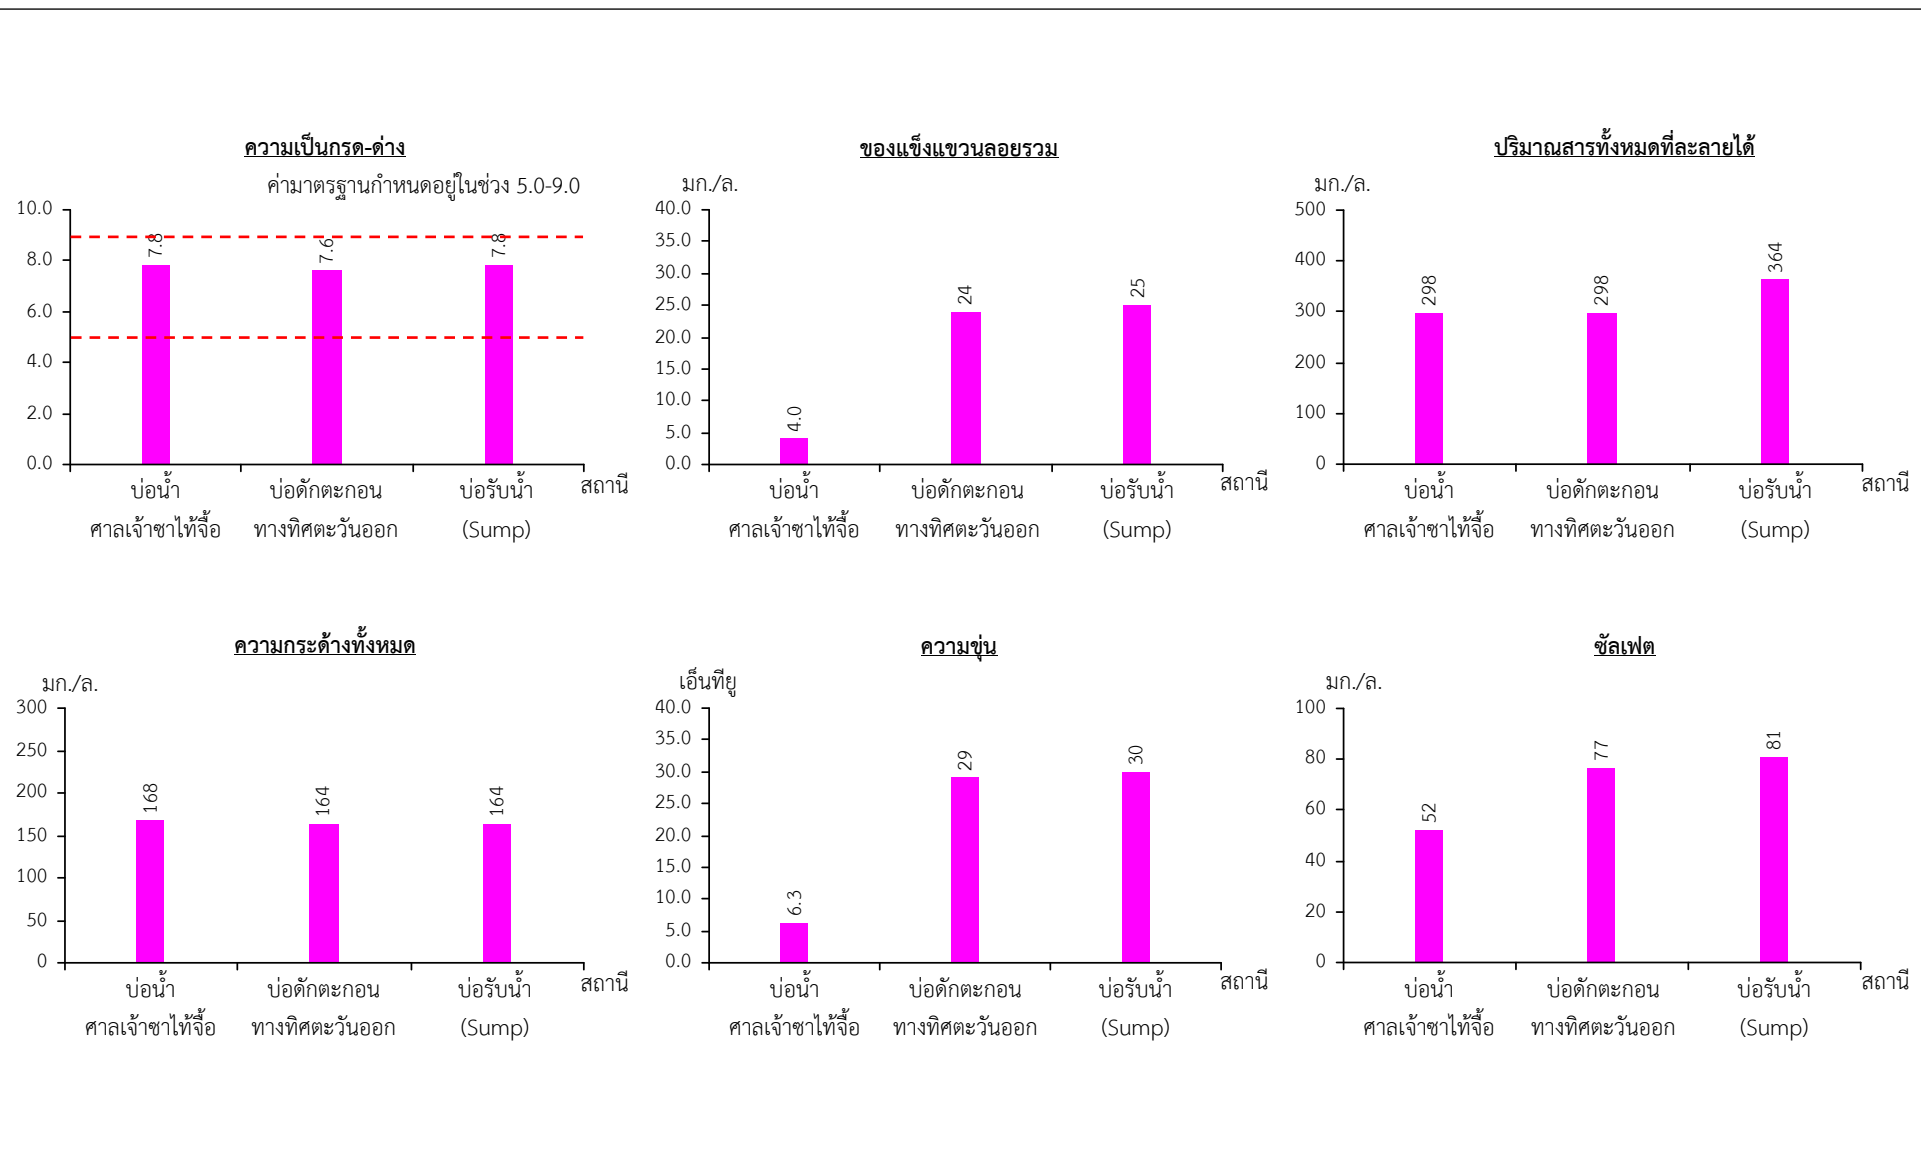 ความเป็นกรด-ด่าง
ค่ามาตรฐานกำหนดอยู่ในช่วง 5.0-9.0
10.0
8.0
6.0
4.0
2.0
0.0
7.8
7.6
7.8
บ่อน้ำ
ศาลเจ้าซาไท้จื้อ
บ่อดักตะกอน
ทางทิศตะวันออก
บ่อรับน้ำ
(Sump)
สถานี
ของแข็งแขวนลอยรวม
มก./ล.
40.0
35.0
30.0
25.0
20.0
15.0
10.0
5.0
0.0
4.0
24
25
บ่อน้ำ
ศาลเจ้าซาไท้จื้อ
บ่อดักตะกอน
ทางทิศตะวันออก
บ่อรับน้ำ
(Sump)
สถานี
ปริมาณสารทั้งหมดที่ละลายได้
มก./ล.
500
400
300
200
100
0
298
298
364
บ่อน้ำ
ศาลเจ้าซาไท้จื้อ
บ่อดักตะกอน
ทางทิศตะวันออก
บ่อรับน้ำ
(Sump)
สถานี
ความกระด้างทั้งหมด
มก./ล.
300
250
200
150
100
50
0
168
164
164
บ่อน้ำ
ศาลเจ้าซาไท้จื้อ
บ่อดักตะกอน
ทางทิศตะวันออก
บ่อรับน้ำ
(Sump)
สถานี
ความขุ่น
เอ็นทียู
40.0
35.0
30.0
25.0
20.0
15.0
10.0
5.0
0.0
6.3
29
30
บ่อน้ำ
ศาลเจ้าซาไท้จื้อ
บ่อดักตะกอน
ทางทิศตะวันออก
บ่อรับน้ำ
(Sump)
สถานี
ซัลเฟต
มก./ล.
100
80
60
40
20
0
52
77
81
บ่อน้ำ
ศาลเจ้าซาไท้จื้อ
บ่อดักตะกอน
ทางทิศตะวันออก
บ่อรับน้ำ
(Sump)
สถานี